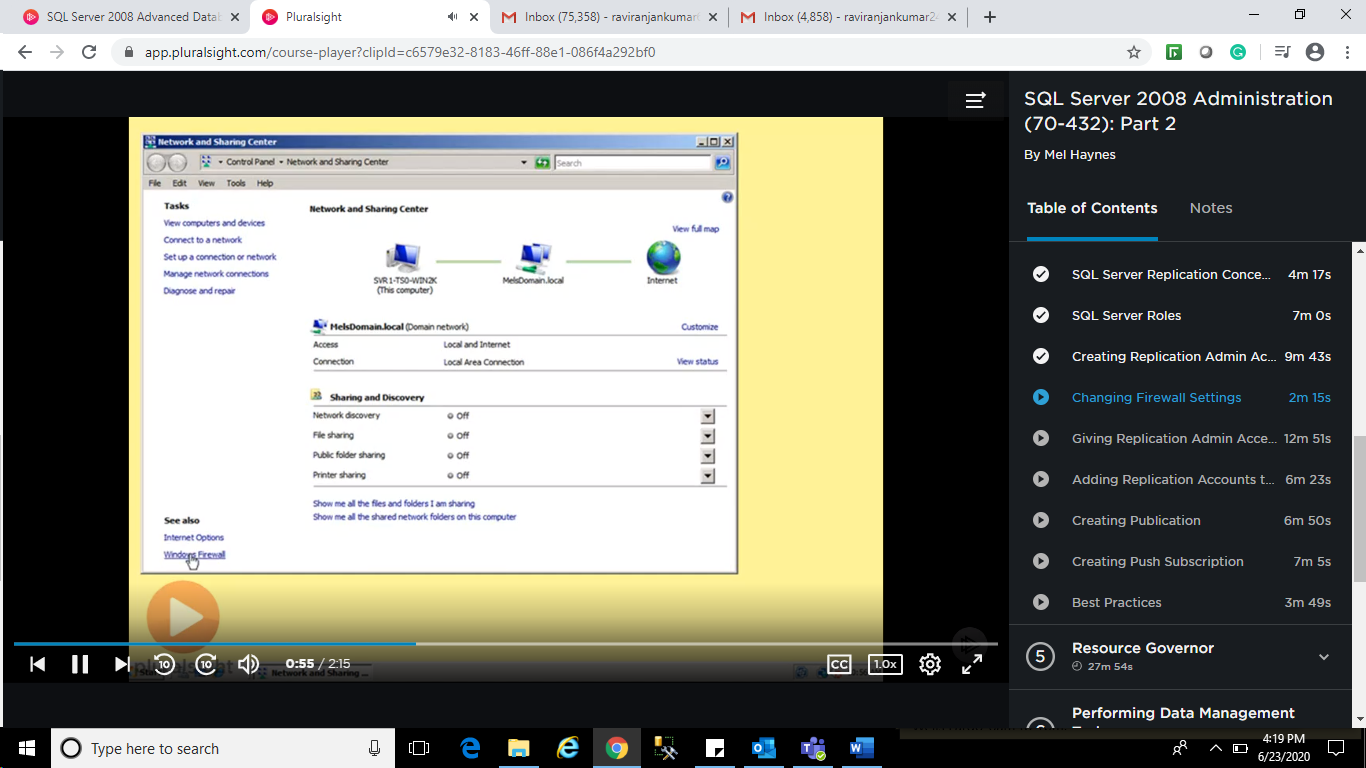 SQL Server 2008 Advanced Datab
Pluralsight
Inbox (75,358) - raviranjankumar
Inbox (4,858) - raviranjankumar2
app.pluralsight.com/course-player?clipId=c6579e32-8183-46ff-88e1-086f4a292bf0
Network and Sharing Center
Control Panel
Network and Sharing Center
Search
File Edit View Tools Help
Tasks
View computers and devices
Connect to a network
Set up a connection or network
Manage network connections
Diagnose and repair
See also
Internet Options
Windows Firewall
Network and Sharing Center
View full map
SVR1-TS0-WIN2K
(This computer)
MelsDomain.local
Internet
MelsDomain.local (Domain network)
Customize
Access Local and Internet
Connection Local Area Connection View status
Sharing and Discovery
Network discovery Off
File sharing Off
Public folder sharing Off
Printer sharing Off
Show me all the files and folders I am sharing
Show me all the shared network folders on this computer
pluralsight
Network and Sharing ...
10
10
0:55 / 2:15
CC
1.0x
SQL Server 2008 Administration
(70-432): Part 2
By Mel Haynes
Table of Contents
Notes
SQL Server Replication Conce... 4m 17s
SQL Server Roles 7m 0s
Creating Replication Admin Ac... 9m 43s
Changing Firewall Settings 2m 15s
Giving Replication Admin Acce... 12m 51s
Adding Replication Accounts t... 6m 23s
Creating Publication 6m 50s
Creating Push Subscription 7m 5s
Best Practices 3m 49s
5
Resource Governor
27m 54s
Performing Data Management
Type here to search
4:19 PM
6/23/2020